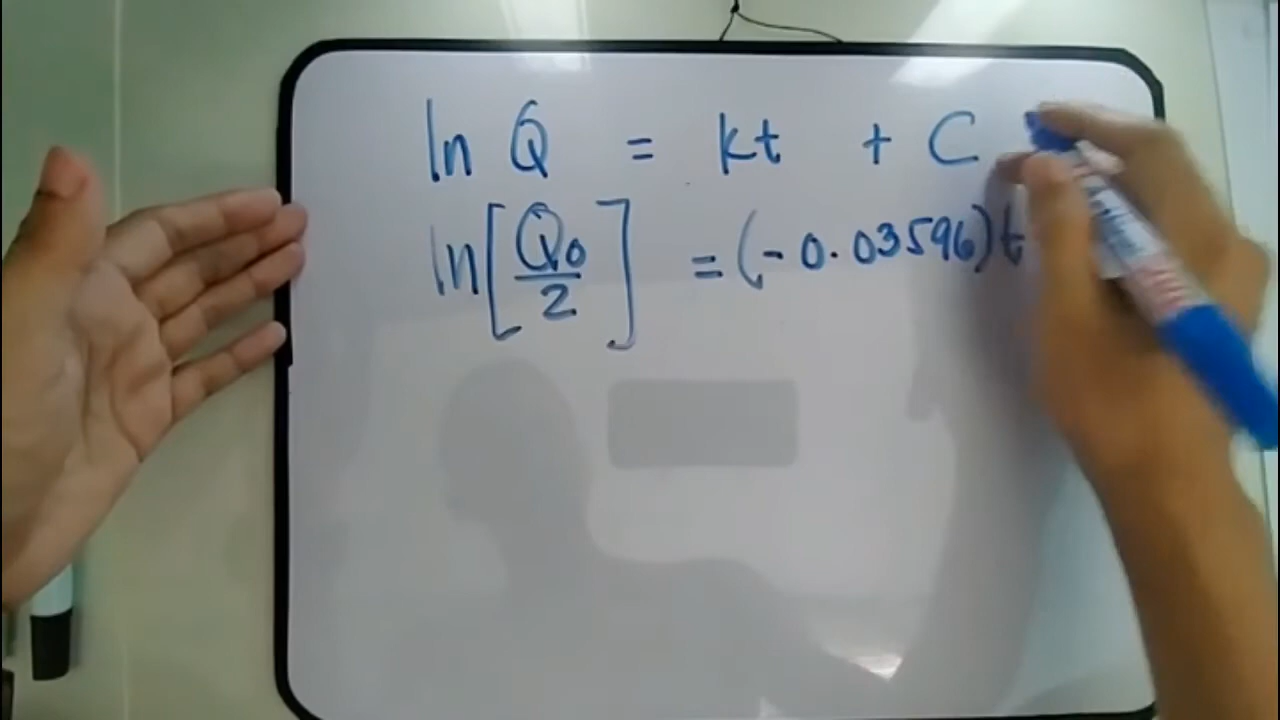 ln Q = kt + C
ln[Q₀/2] = (-0.03596)t